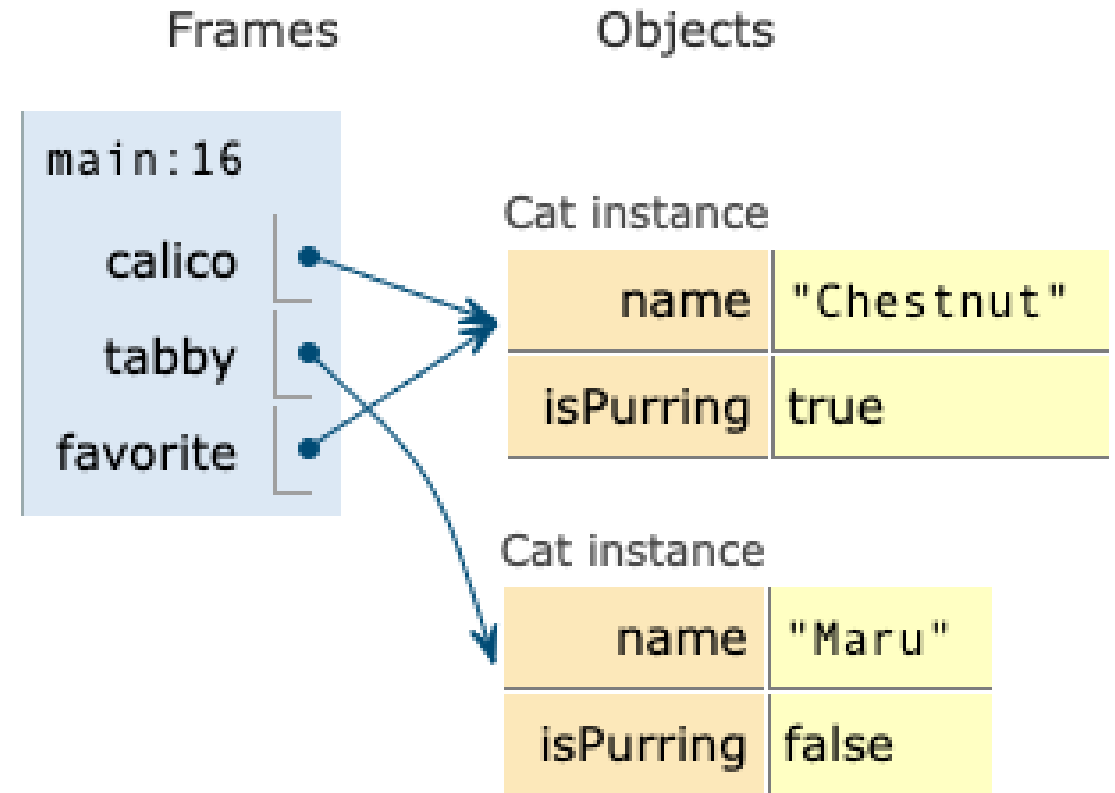 Frames
Objects
main:16
calico
tabby
favorite
Cat instance
name "Chestnut"
isPurring true
Cat instance
name "Maru"
isPurring false